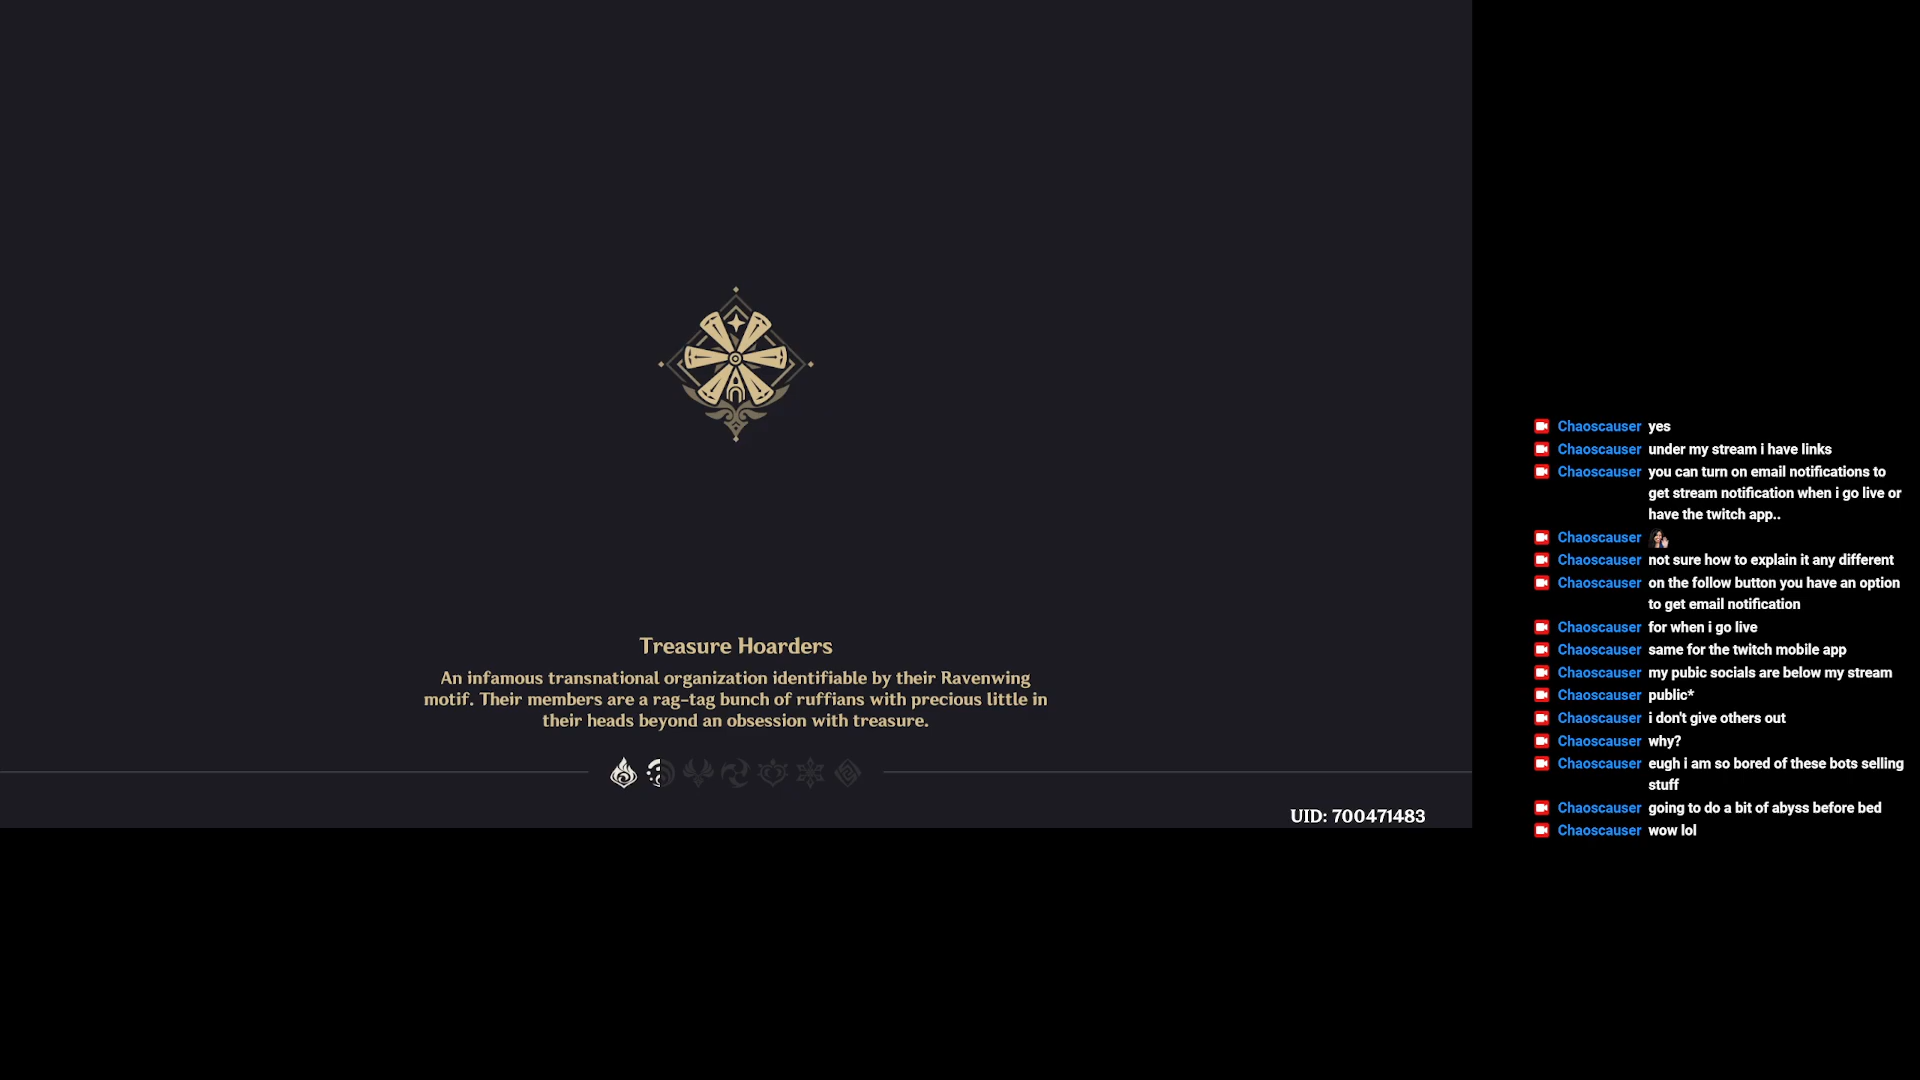 Treasure Hoarders
An infamous transnational organization identifiable by their Ravenwing
motif. Their members are a rag-tag bunch of ruffians with precious little in
their heads beyond an obsession with treasure.
UID: 700471483
Chaoscauser yes
Chaoscauser under my stream i have links
Chaoscauser you can turn on email notifications to
get stream notification when i go live or
have the twitch app..
Chaoscauser
Chaoscauser not sure how to explain it any different
Chaoscauser on the follow button you have an option
to get email notification
Chaoscauser for when i go live
Chaoscauser same for the twitch mobile app
Chaoscauser my pubic socials are below my stream
Chaoscauser public*
Chaoscauser i don't give others out
Chaoscauser why?
Chaoscauser eugh i am so bored of these bots selling
stuff
Chaoscauser going to do a bit of abyss before bed
Chaoscauser wow lol